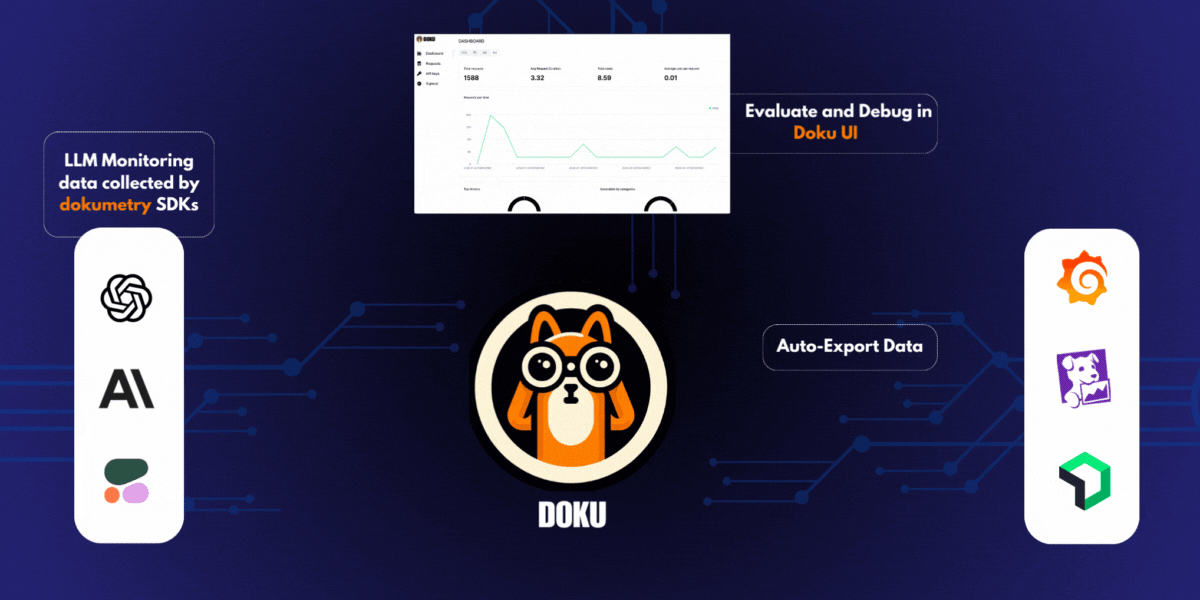 DOKU
DASHBOARD
Dashboard
Requests
API Keys
Total requests
1588
Avg Request Duration
3.32
Total costs
8.59
Average cost per request
0.01
Requests per time
Evaluate and Debug in
Doku UI
LLM Monitoring
data collected by
dokumetry SDKs
Auto-Export Data
DOKU